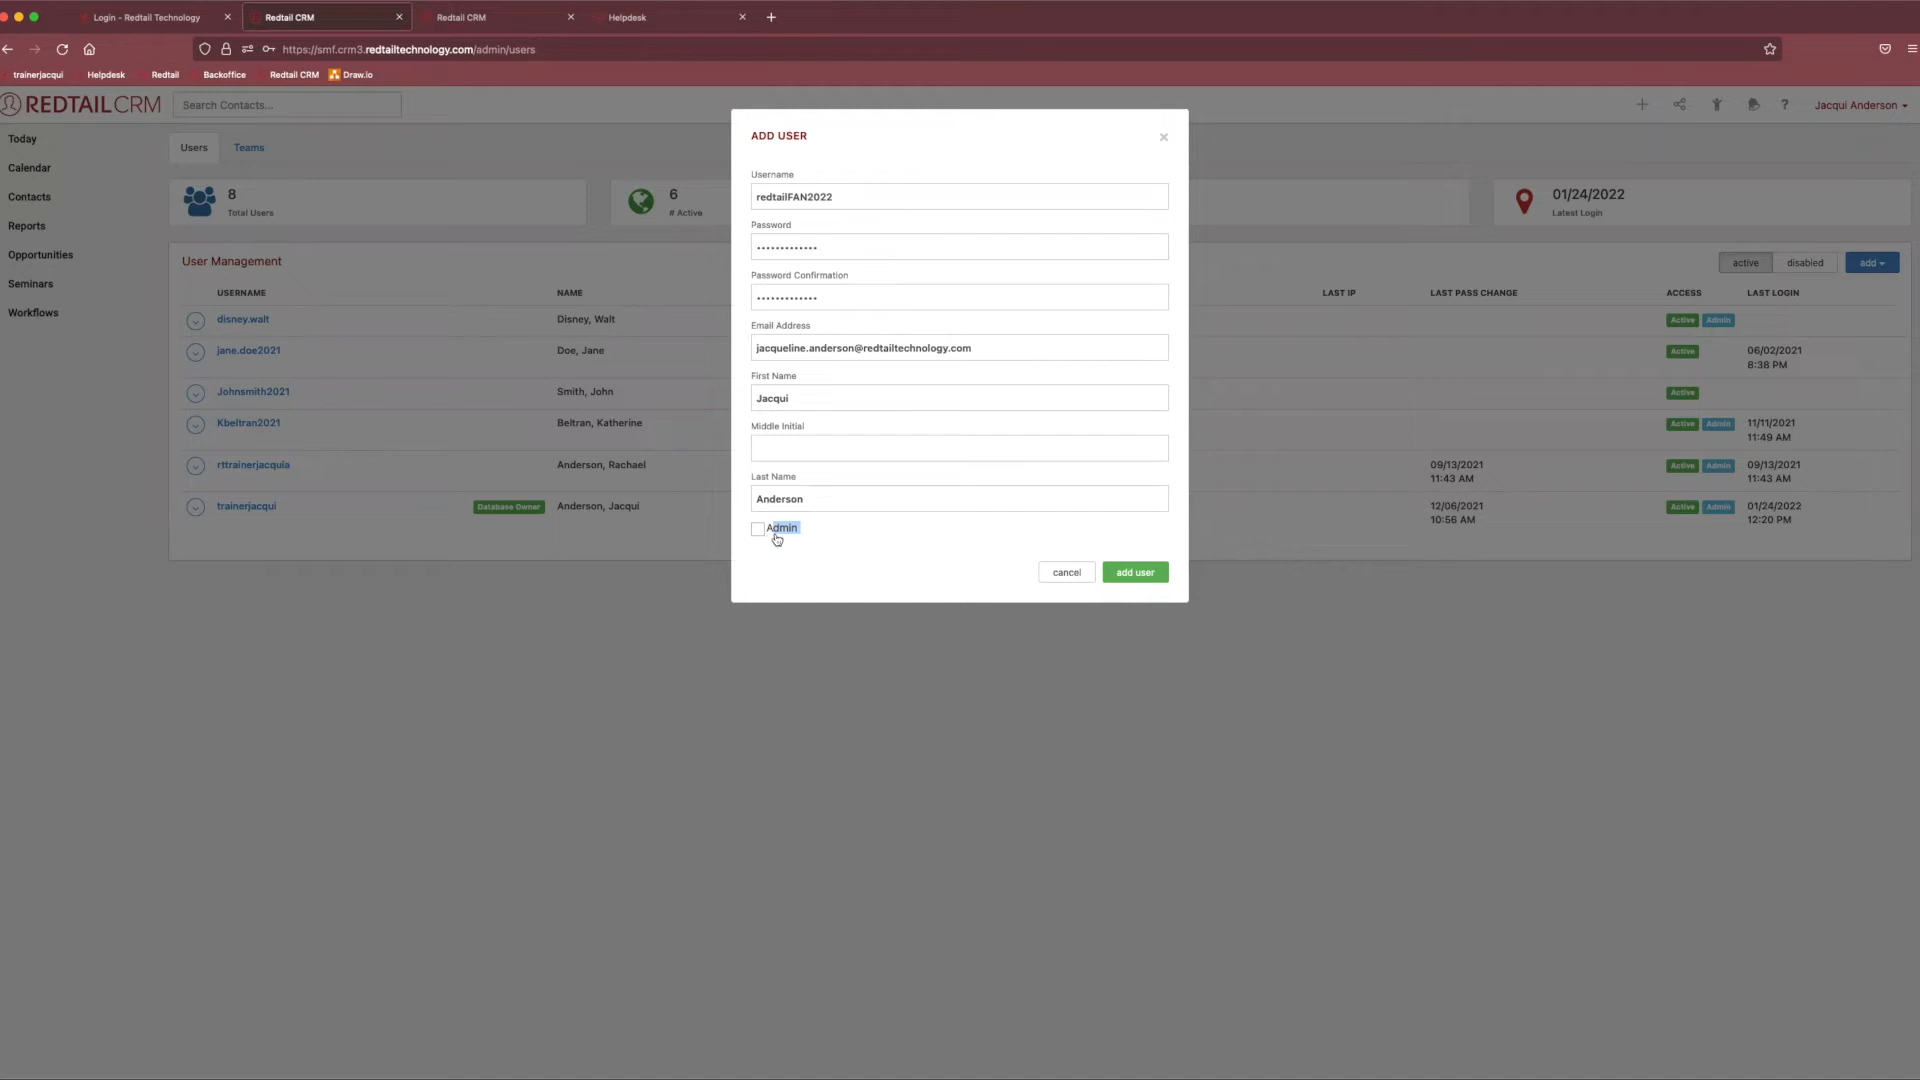 Login - Redtail Technology
Redtail CRM
Redtail CRM
Helpdesk
https://smf.crm3.redtailtechnology.com/admin/users
trainerjacqui Helpdesk Redtail Backoffice Redtail CRM Draw.io
REDTAILCRM
Search Contacts...
Jacqui Anderson
Today
Calendar
Contacts
Reports
Opportunities
Seminars
Workflows
Users Teams
8
Total Users
6
# Active
01/24/2022
Latest Login
User Management
active disabled add
USERNAME NAME LAST IP LAST PASS CHANGE ACCESS LAST LOGIN
disney.walt Disney, Walt Active Admin
jane.doe2021 Doe, Jane Active 06/02/2021
8:38 PM
Johnsmith2021 Smith, John Active
Kbeltran2021 Beltran, Katherine Active Admin 11/11/2021
11:49 AM
rttrainerjacquia Anderson, Rachael 09/13/2021 Active Admin 09/13/2021
11:43 AM 11:43 AM
trainerjacqui Database Owner Anderson, Jacqui 12/06/2021 Active Admin 01/24/2022
10:56 AM 12:20 PM
ADD USER
Username
redtailFAN2022
Password
•••••••••••••
Password Confirmation
•••••••••••••
Email Address
jacqueline.anderson@redtailtechnology.com
First Name
Jacqui
Middle Initial
Last Name
Anderson
Admin
cancel add user